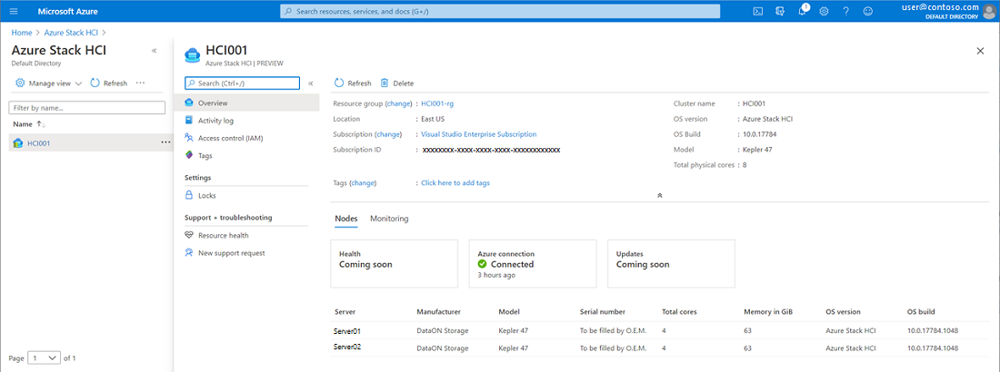 Microsoft Azure
Search resources, services, and docs (G+/)
1
user@contoso.com
DEFAULT DIRECTORY
Home > Azure Stack HCI >
Azure Stack HCI
Default Directory
Manage view
Refresh
Filter by name...
Name
HCI001
Page 1 of 1
HCI001
Azure Stack HCI | PREVIEW
Search (Ctrl+/)
Overview
Activity log
Access control (IAM)
Tags
Settings
Locks
Support + troubleshooting
Resource health
New support request
Refresh Delete
Resource group (change) : HCI001-rg
Location : East US
Subscription (change) : Visual Studio Enterprise Subscription
Subscription ID : xxxxxxxx-xxxx-xxxx-xxxx-xxxxxxxxxxxx
Tags (change) : Click here to add tags
Cluster name : HCI001
OS version : Azure Stack HCI
OS Build : 10.0.17784
Model : Kepler 47
Total physical cores : 8
Nodes Monitoring
Health
Coming soon
Azure connection
Connected
3 hours ago
Updates
Coming soon
Server Manufacturer Model Serial number Total cores Memory in GiB OS version OS build
Server01 DataON Storage Kepler 47 To be filled by O.E.M. 4 63 Azure Stack HCI 10.0.17784.1048
Server02 DataON Storage Kepler 47 To be filled by O.E.M. 4 63 Azure Stack HCI 10.0.17784.1048